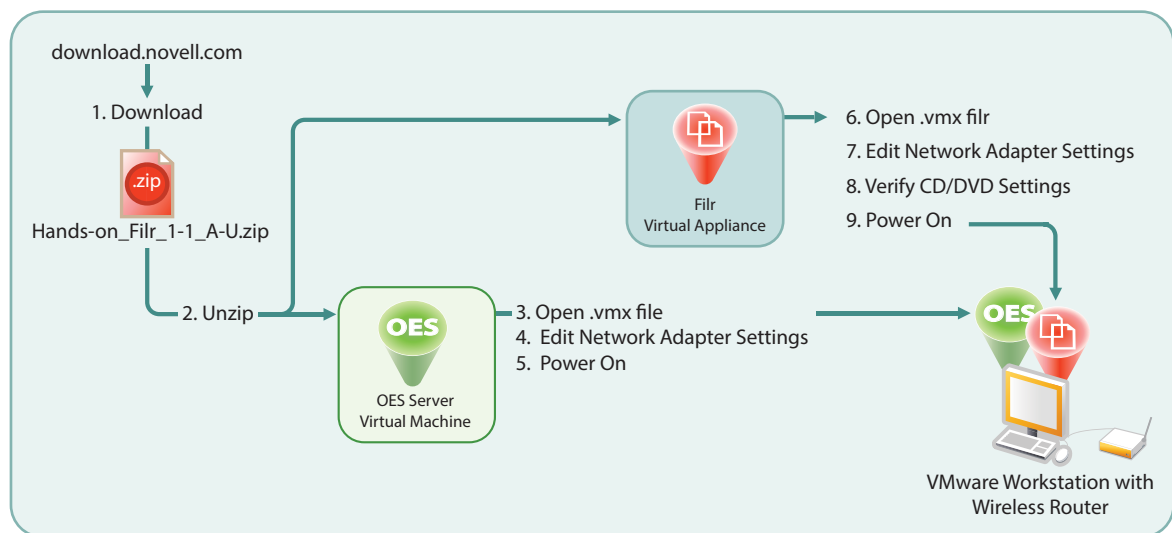 download.novell.com
1. Download
.zip
Hands-on_Filr_1-1_A-U.zip
2. Unzip
OES
OES Server
Virtual Machine
3. Open .vmx file
4. Edit Network Adapter Settings
5. Power On
Filr
Virtual Appliance
6. Open .vmx filr
7. Edit Network Adapter Settings
8. Verify CD/DVD Settings
9. Power On
OES
VMware Workstation with
Wireless Router